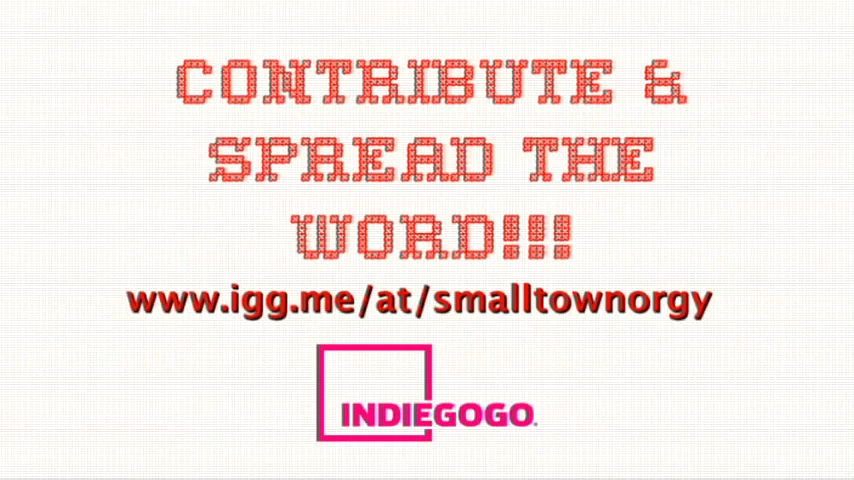 CONTRIBUTE &
SPREAD THE
WORD!!!
www.igg.me/at/smalltownorgy
INDIEGOGO.